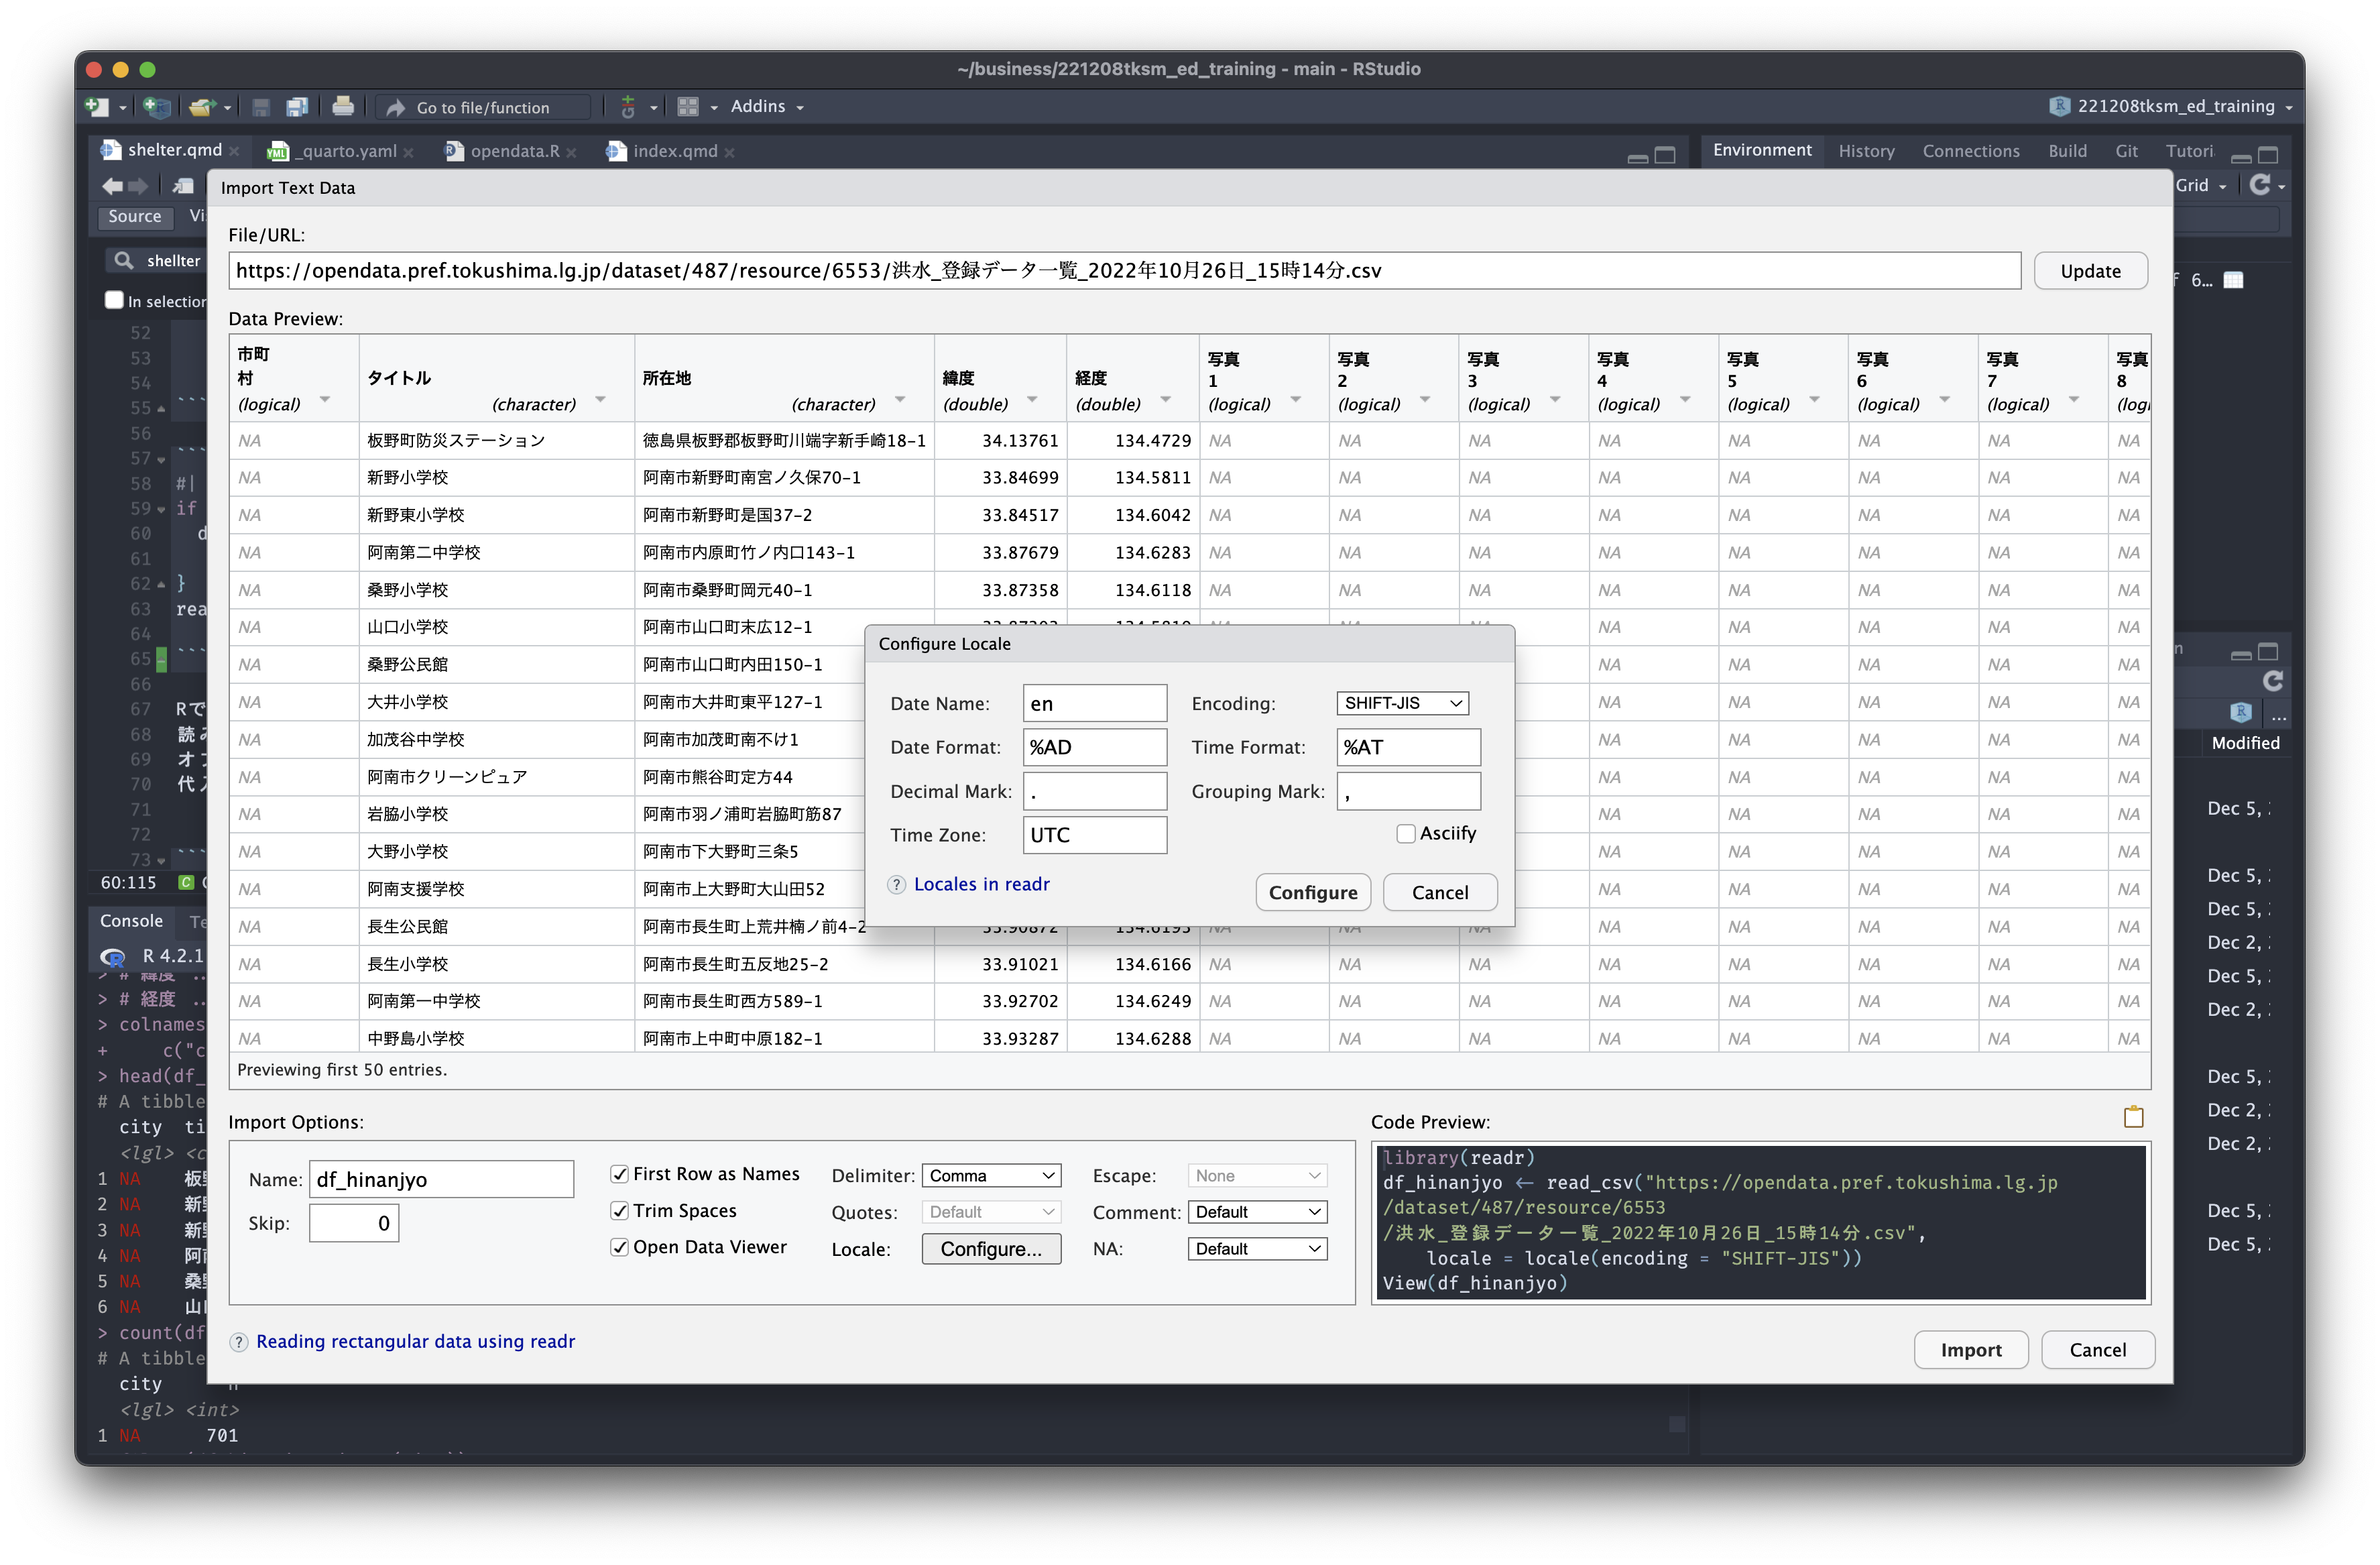 ~/business/221208tksm_ed_training - main - RStudio
Go to file/function
Addins
221208tksm_ed_training
shelter.qmd
_quarto.yaml
opendata.R
index.qmd
Environment
History
Connections
Build
Git
Import Text Data
Grid
Source
File/URL:
shellter
https://opendata.pref.tokushima.lg.jp/dataset/487/resource/6553/洪水_登録データ一覧_2022年10月26日_15時14分.csv
Update
In selection
6...
Data Preview:
市町村 (logical)
タイトル (character)
所在地 (character)
緯度 (double)
経度 (double)
写真1 (logical)
写真2 (logical)
写真3 (logical)
写真4 (logical)
写真5 (logical)
写真6 (logical)
写真7 (logical)
写真8
NA 板野町防災ステーション 徳島県板野郡板野町川端字新手崎18-1 34.13761 134.4729 NA NA NA NA NA NA NA NA
NA 新野小学校 阿南市新野町南宮ノ久保70-1 33.84699 134.5811 NA NA NA NA NA NA NA NA
NA 新野東小学校 阿南市新野町是国37-2 33.84517 134.6042 NA NA NA NA NA NA NA NA
NA 阿南第二中学校 阿南市内原町竹ノ内口143-1 33.87679 134.6283 NA NA NA NA NA NA NA NA
NA 桑野小学校 阿南市桑野町岡元40-1 33.87358 134.6118 NA NA NA NA NA NA NA NA
NA 山口小学校 阿南市山口町末広12-1 NA NA NA NA NA
NA 桑野公民館 阿南市山口町内田150-1 NA NA NA NA NA
NA 大井小学校 阿南市大井町東平127-1 NA NA NA NA NA
NA 加茂谷中学校 阿南市加茂町南不け1 NA NA NA NA NA
NA 阿南市クリーンピュア 阿南市熊谷町定方44 NA NA NA NA NA
NA 岩脇小学校 阿南市羽ノ浦町岩脇町筋87 NA NA NA NA NA
NA 大野小学校 阿南市下大野町三条5 NA NA NA NA NA
NA 阿南支援学校 阿南市上大野町大山田52 NA NA NA NA NA
NA 長生公民館 阿南市長生町上荒井楠ノ前4-2 33.90872 134.6193 NA NA NA NA NA NA NA NA
NA 長生小学校 阿南市長生町五反地25-2 33.91021 134.6166 NA NA NA NA NA NA NA NA
NA 阿南第一中学校 阿南市長生町西方589-1 33.92702 134.6249 NA NA NA NA NA NA NA NA
NA 中野島小学校 阿南市上中町中原182-1 33.93287 134.6288 NA NA NA NA NA NA NA NA
Previewing first 50 entries.
Configure Locale
Date Name: en
Encoding: SHIFT-JIS
Date Format: %AD
Time Format: %AT
Decimal Mark: .
Grouping Mark: ,
Time Zone: UTC
Asciify
Locales in readr
Configure
Cancel
Import Options:
Name: df_hinanjyo
Skip: 0
First Row as Names
Trim Spaces
Open Data Viewer
Delimiter: Comma
Quotes: Default
Locale: Configure...
Escape: None
Comment: Default
NA: Default
Code Preview:
library(readr)
df_hinanjyo <- read_csv("https://opendata.pref.tokushima.lg.jp
/dataset/487/resource/6553
/洪水_登録データ一覧_2022年10月26日_15時14分.csv",
locale = locale(encoding = "SHIFT-JIS"))
View(df_hinanjyo)
Reading rectangular data using readr
Import
Cancel
52
53
54
55 ```
56
57 ```
58 #|
59 if
60 d
61
62 }
63 rea
64
65 ```
66
67 Rで
68 読み
69
70
71
72
73 ```
60:115
Console
R 4.2.1
> # 緯度 ..
> # 経度 ..
> colnames
+ c("c
> head(df_
# A tibble
city ti
<lgl> <c
1 NA 板
2 NA 新
3 NA 新
4 NA 阿
5 NA 桑
6 NA 山
> count(df
# A tibble
city n
<lgl> <int>
1 NA 701
...
Modified
Dec 5,
Dec 5,
Dec 5,
Dec 2,
Dec 5,
Dec 2,
Dec 5,
Dec 2,
Dec 2,
Dec 5,
Dec 5,